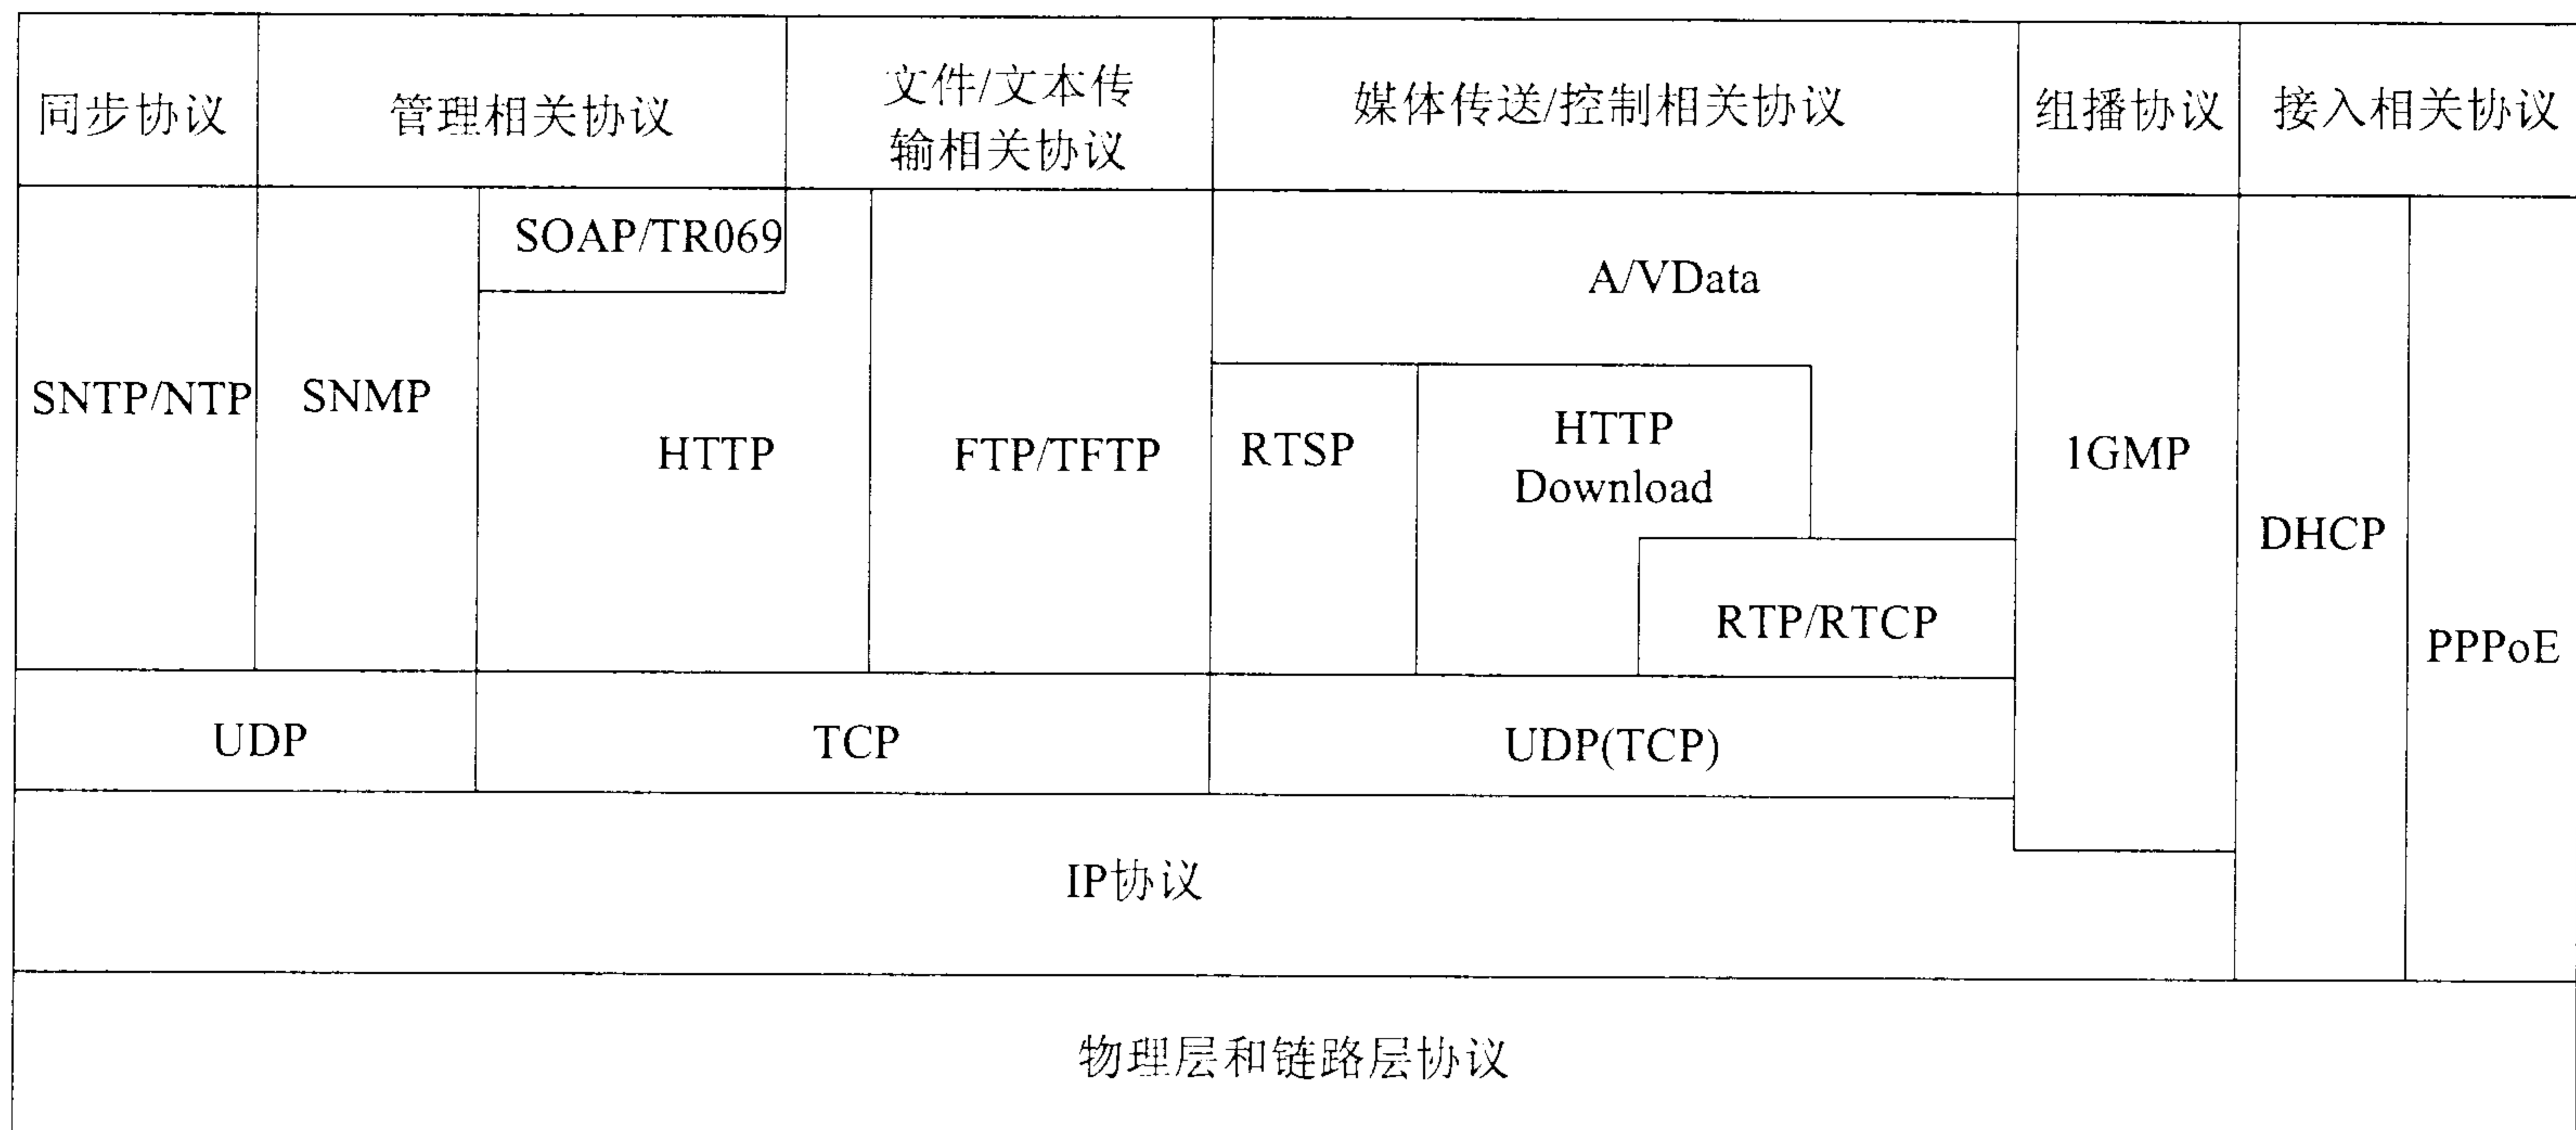 同步协议
管理相关协议
文件/文本传
输相关协议
媒体传送/控制相关协议
组播协议
接入相关协议
SNTP/NTP
SNMP
SOAP/TR069
HTTP
FTP/TFTP
A/VData
RTSP
HTTP
Download
RTP/RTCP
1GMP
DHCP
PPPoE
UDP
TCP
UDP(TCP)
IP协议
物理层和链路层协议